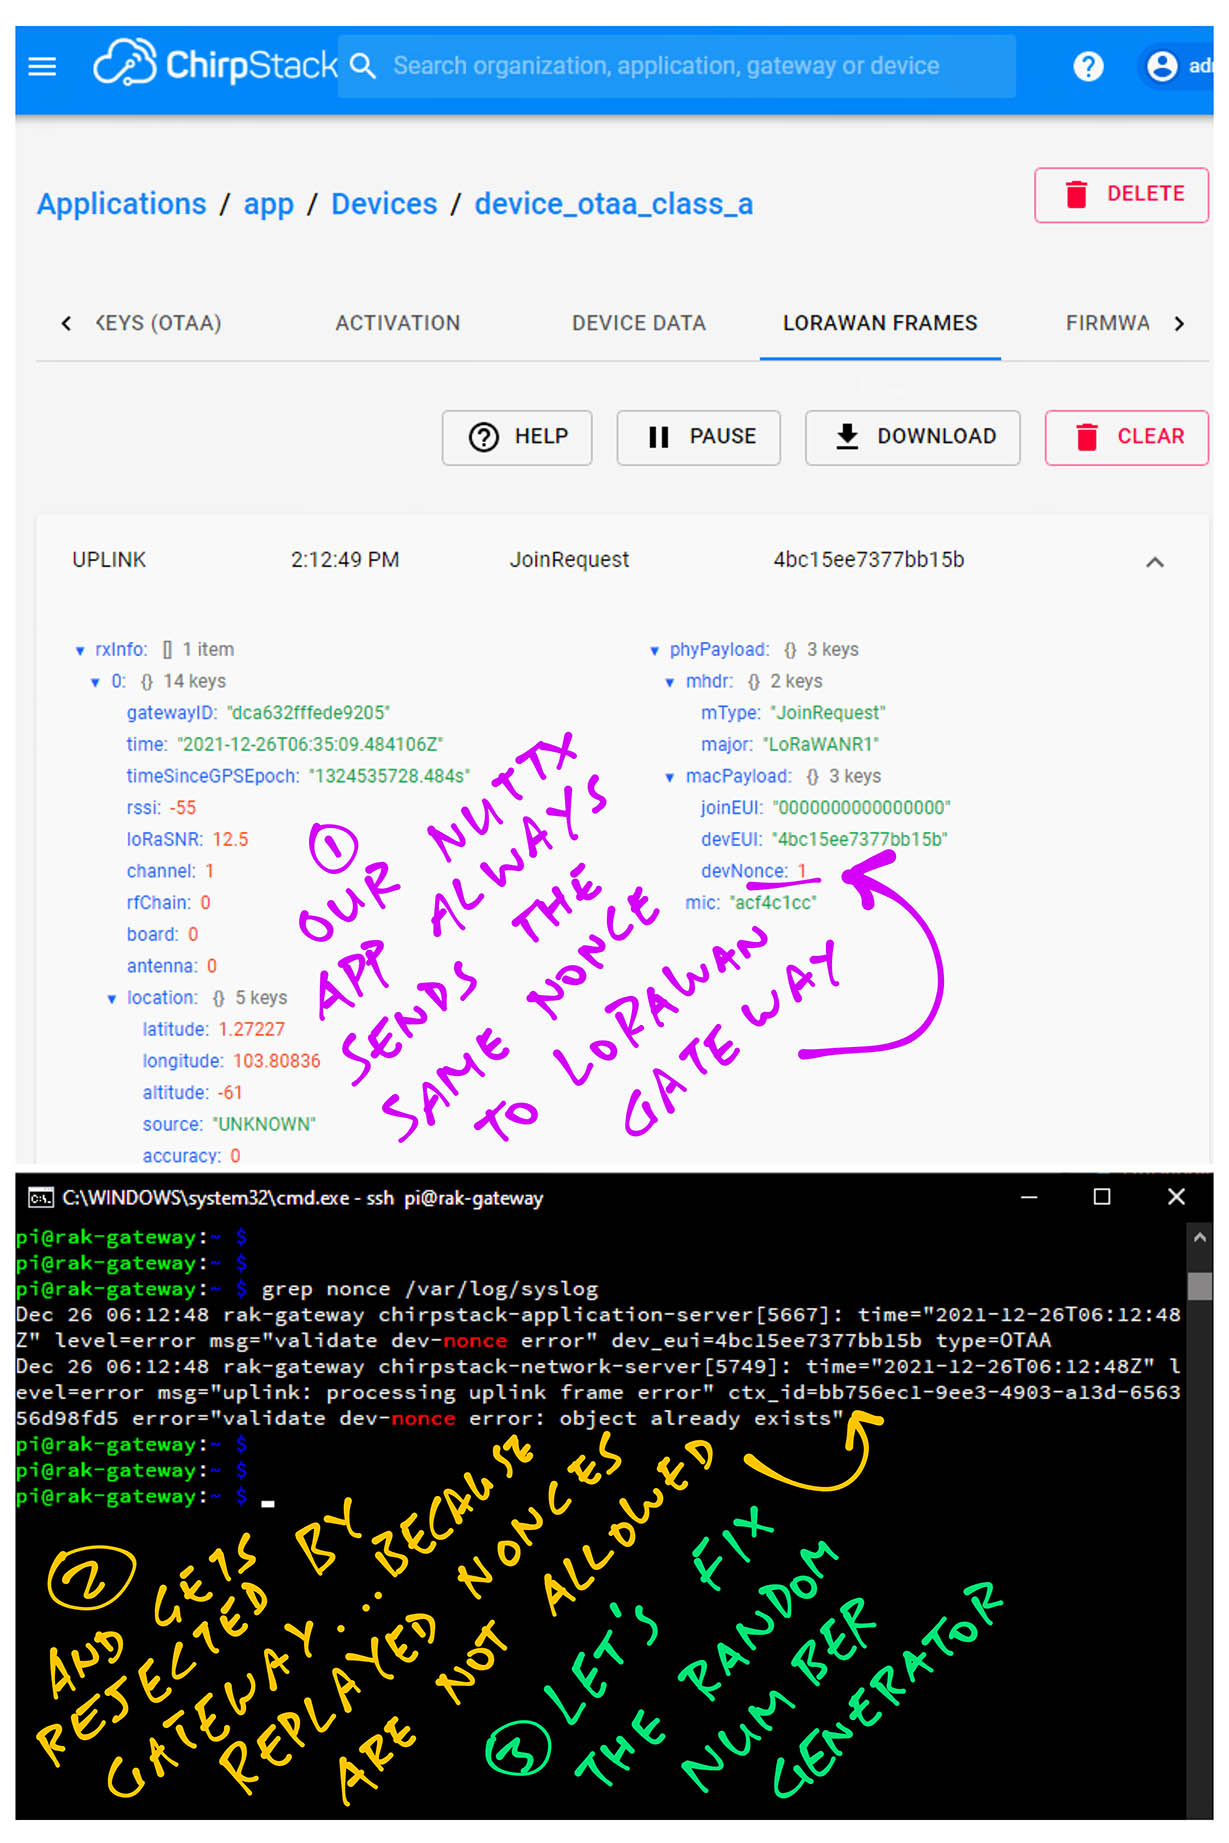 ChirpStack
Search organization, application, gateway or device
?
Applications / app / Devices / device_otaa_class_a
DELETE
KEYS (OTAA)
ACTIVATION
DEVICE DATA
LORAWAN FRAMES
FIRMWA
HELP
PAUSE
DOWNLOAD
CLEAR
UPLINK
2:12:49 PM
JoinRequest
4bc15ee7377bb15b
rxInfo: [] 1 item
0: {} 14 keys
gatewayID: "dca632fffede9205"
time: "2021-12-26T06:35:09.484106Z"
timeSinceGPSEpoch: "1324535728.484s"
rssi: -55
loRaSNR: 12.5
channel: 1
rfChain: 0
board: 0
antenna: 0
location: {} 5 keys
latitude: 1.27227
longitude: 103.80836
altitude: -61
source: "UNKNOWN"
accuracy: 0
phyPayload: {} 3 keys
mhdr: {} 2 keys
mType: "JoinRequest"
major: "LoRaWANR1"
macPayload: {} 3 keys
joinEUI: "0000000000000000"
devEUI: "4bc15ee7377bb15b"
devNonce: 1
mic: "acf4c1cc"
1
OUR NUTTX
APP ALWAYS
SENDS THE
SAME NONCE
TO LORAWAN
GATEWAY
C:\WINDOWS\system32\cmd.exe - ssh pi@rak-gateway
pi@rak-gateway:~ $
pi@rak-gateway:~ $
pi@rak-gateway:~ $ grep nonce /var/log/syslog
Dec 26 06:12:48 rak-gateway chirpstack-application-server[5667]: time="2021-12-26T06:12:48
Z" level=error msg="validate dev-nonce error" dev_eui=4bc15ee7377bb15b type=OTAA
Dec 26 06:12:48 rak-gateway chirpstack-network-server[5749]: time="2021-12-26T06:12:48Z" l
evel=error msg="uplink: processing uplink frame error" ctx_id=bb756ec1-9ee3-4903-a13d-6563
56d98fd5 error="validate dev-nonce error: object already exists"
pi@rak-gateway:~ $
pi@rak-gateway:~ $
pi@rak-gateway:~ $
2
AND GETS BY
REJECTED
GATEWAY... BECAUSE
REPLAYED NONCES
ARE NOT ALLOWED
3
LET'S FIX
THE RANDOM
NUMBER
GENERATOR